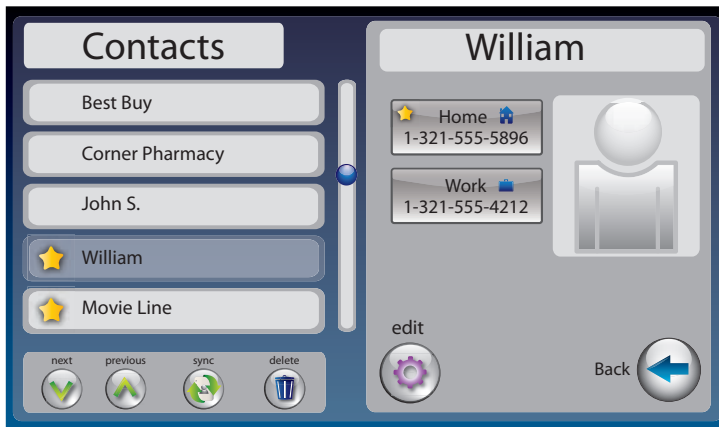 Contacts
Best Buy
Corner Pharmacy
John S.
William
Movie Line
next previous sync delete
William
Home
1-321-555-5896
Work
1-321-555-4212
edit
Back